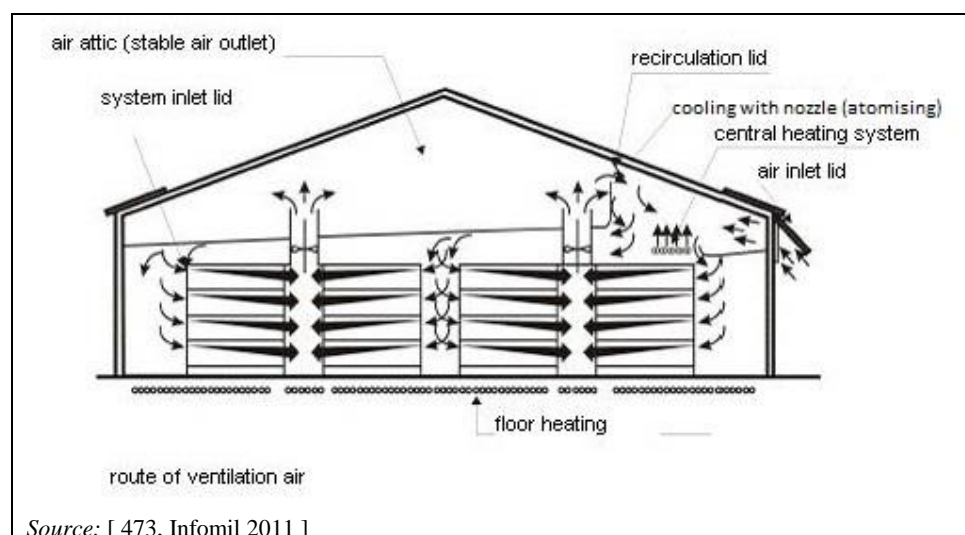 air attic (stable air outlet)
recirculation lid
system inlet lid
cooling with nozzle (atomising)
central heating system
air inlet lid
floor heating
route of ventilation air
Source: [ 473, Infomil 2011 ]